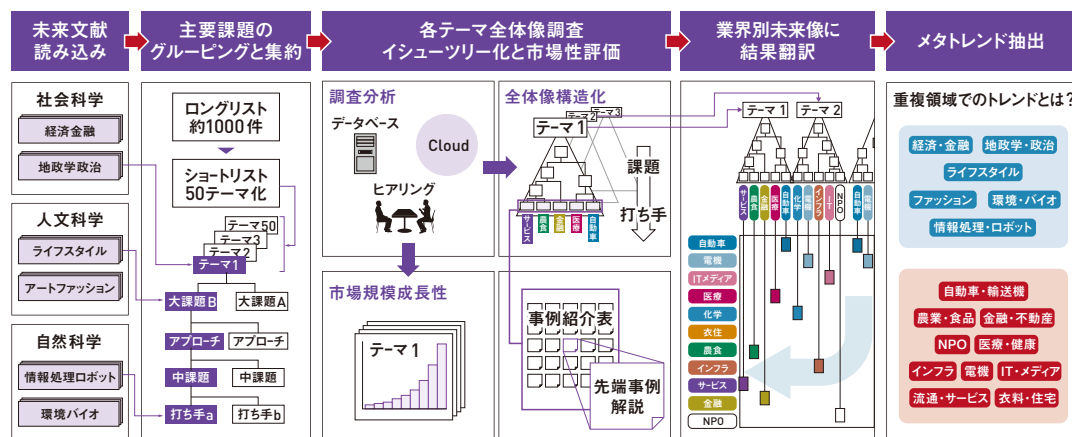 未来文献
読み込み
主要課題の
グルーピングと集約
各テーマ全体像調査
イシューツリー化と市場性評価
業界別未来像に
結果翻訳
メタトレンド抽出
社会科学
経済金融
地政学政治
人文科学
ライフスタイル
アートファッション
自然科学
情報処理ロボット
環境バイオ
ロングリスト
約1000件
ショートリスト
50テーマ化
テーマ50
テーマ3
テーマ2
テーマ1
大課題B
大課題A
アプローチ
アプローチ
中課題
中課題
打ち手a
打ち手b
調査分析
データベース
Cloud
ヒアリング
市場規模成長性
テーマ1
全体像構造化
テーマ3
テーマ2
テーマ1
課題
打ち手
サービス
農食
金融
医療
自動車
事例紹介表
先端事例
解説
テーマ1
テーマ2
サービス
農食
金融
医療
自動車
化学
電機
インフラ
IT
NPO
自動車
電機
自動車
電機
ITメディア
医療
化学
衣住
農食
インフラ
サービス
金融
NPO
重複領域でのトレンドとは?
経済・金融 地政学・政治
ライフスタイル
ファッション 環境・バイオ
情報処理・ロボット
自動車・輸送機
農業・食品 金融・不動産
NPO 医療・健康
インフラ 電機 IT・メディア
流通・サービス 衣料・住宅